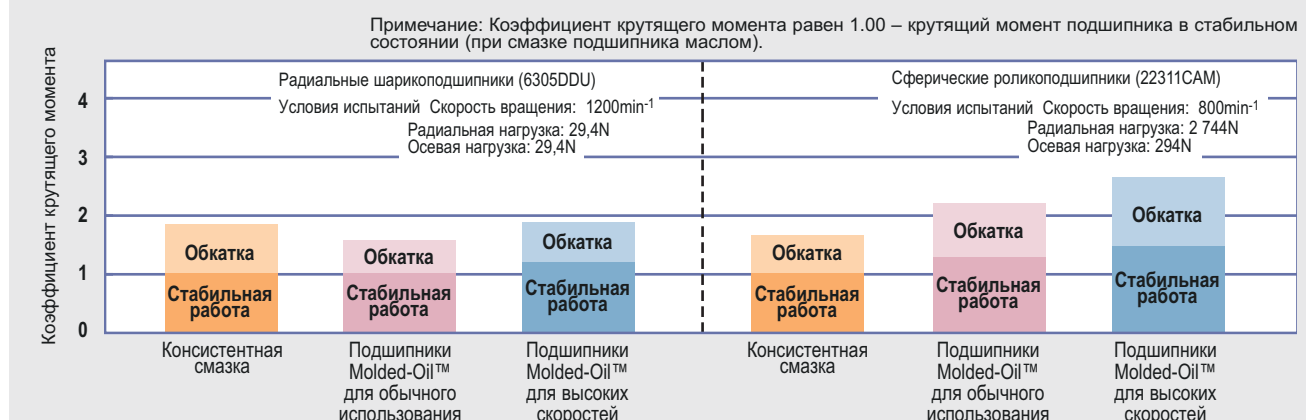 Примечание: Коэффициент крутящего момента равен 1.00 – крутящий момент подшипника в стабильном
состоянии (при смазке подшипника маслом).
Коэффициент крутящего момента
4
3
2
1
0
Радиальные шарикоподшипники (6305DDU)
Условия испытаний Скорость вращения: 1200min-1
Радиальная нагрузка: 29,4N
Осевая нагрузка: 29,4N
Сферические роликоподшипники (22311CAM)
Условия испытаний Скорость вращения: 800min-1
Радиальная нагрузка: 2 744N
Осевая нагрузка: 294N
Обкатка
Стабильная
работа
Обкатка
Стабильная
работа
Обкатка
Стабильная
работа
Обкатка
Стабильная
работа
Обкатка
Стабильная
работа
Обкатка
Стабильная
работа
Консистентная
смазка
Подшипники
Molded-Oil™
для обычного
использования
Подшипники
Molded-Oil™
для высоких
скоростей
Консистентная
смазка
Подшипники
Molded-Oil™
для обычного
использования
Подшипники
Molded-Oil™
для высоких
скоростей